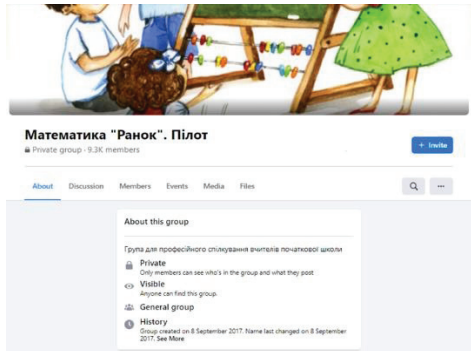 Математика "Ранок". Пілот
Private group · 9.3K members
+ Invite
About Discussion Members Events Media Files
About this group
Група для професійного спілкування вчителів початкової школи
Private
Only members can see who's in the group and what they post.
Visible
Anyone can find this group.
General group
History
Group created on 8 September 2017. Name last changed on 8 September
2017. See More